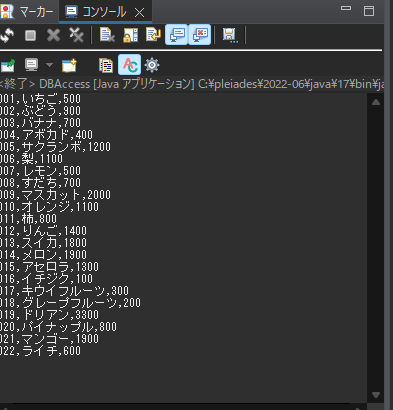 マーカー コンソール
<終了> DBAccess [Java アプリケーション] C:¥pleiades¥2022-06¥java¥17¥bin¥ja
001,いちご,500
002,ぶどう,900
003,バナナ,700
004,アボカド,400
005,サクランボ,1200
006,梨,1100
007,レモン,500
008,すだち,700
009,マスカット,2000
010,オレンジ,1100
011,柿,800
012,りんご,1400
013,スイカ,1800
014,メロン,1900
015,アセロラ,1300
016,イチジク,100
017,キウイフルーツ,300
018,グレープフルーツ,200
019,ドリアン,3300
020,パイナップル,800
021,マンゴー,1900
022,ライチ,600